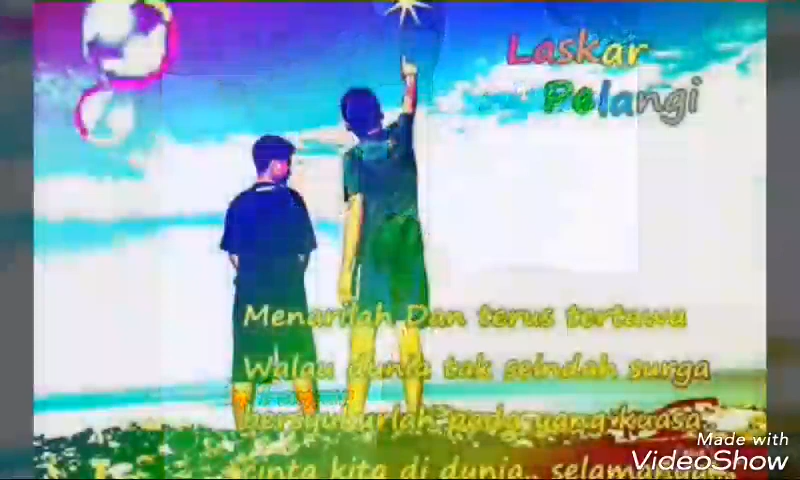 Laskar
Pelangi
Menarilah Dan terus tertawa
Walau dunia tak seindah surga
bersyukurlah pada yang kuasa
cinta kita di dunia.. selamanya..
Made with
VideoShow